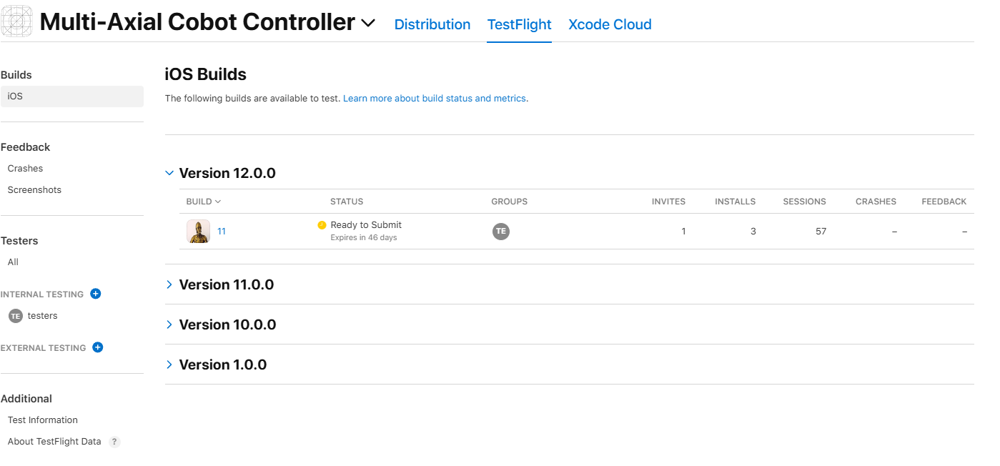 Multi-Axial Cobot Controller Distribution TestFlight Xcode Cloud
Builds
iOS
Feedback
Crashes
Screenshots
Testers
All
INTERNAL TESTING
TE testers
EXTERNAL TESTING
Additional
Test Information
About TestFlight Data ?
iOS Builds
The following builds are available to test. Learn more about build status and metrics.
Version 12.0.0
BUILD STATUS GROUPS INVITES INSTALLS SESSIONS CRASHES FEEDBACK
11 Ready to Submit TE 1 3 57 – –
Expires in 46 days
Version 11.0.0
Version 10.0.0
Version 1.0.0